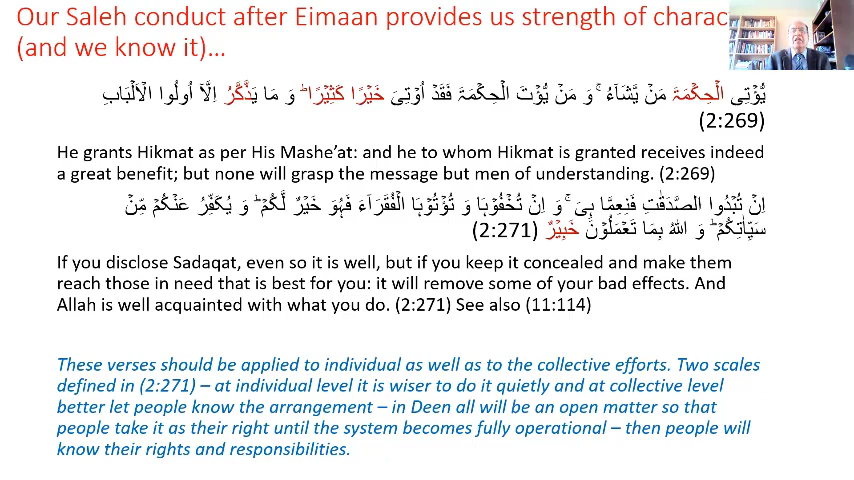 Our Saleh conduct after Eimaan provides us strength of charac
(and we know it)…
یُّؤۡتِی الۡحِکۡمَۃَ مَنۡ یَّشَآءُ ۚ وَ مَنۡ یُّؤۡتَ الۡحِکۡمَۃَ فَقَدۡ اُوۡتِیَ خَیۡرًا کَثِیۡرًا ؕ وَ مَا یَذَّکَّرُ اِلَّاۤ اُولُوا الۡاَلۡبَابِ
(2:269)
He grants Hikmat as per His Mashe’at: and he to whom Hikmat is granted receives indeed
a great benefit; but none will grasp the message but men of understanding. (2:269)
اِنۡ تُبۡدُوا الصَّدَقٰتِ فَنِعِمَّا ہِیَ ۚ وَ اِنۡ تُخۡفُوۡہَا وَ تُؤۡتُوۡہَا الۡفُقَرَآءَ فَہُوَ خَیۡرٌ لَّکُمۡ ؕ وَ یُکَفِّرُ عَنۡکُمۡ مِّنۡ
سَیِّاٰتِکُمۡ ؕ وَ اللّٰہُ بِمَا تَعۡمَلُوۡنَ خَبِیۡرٌ (2:271)
If you disclose Sadaqat, even so it is well, but if you keep it concealed and make them
reach those in need that is best for you: it will remove some of your bad effects. And
Allah is well acquainted with what you do. (2:271) See also (11:114)
These verses should be applied to individual as well as to the collective efforts. Two scales
defined in (2:271) – at individual level it is wiser to do it quietly and at collective level
better let people know the arrangement – in Deen all will be an open matter so that
people take it as their right until the system becomes fully operational – then people will
know their rights and responsibilities.